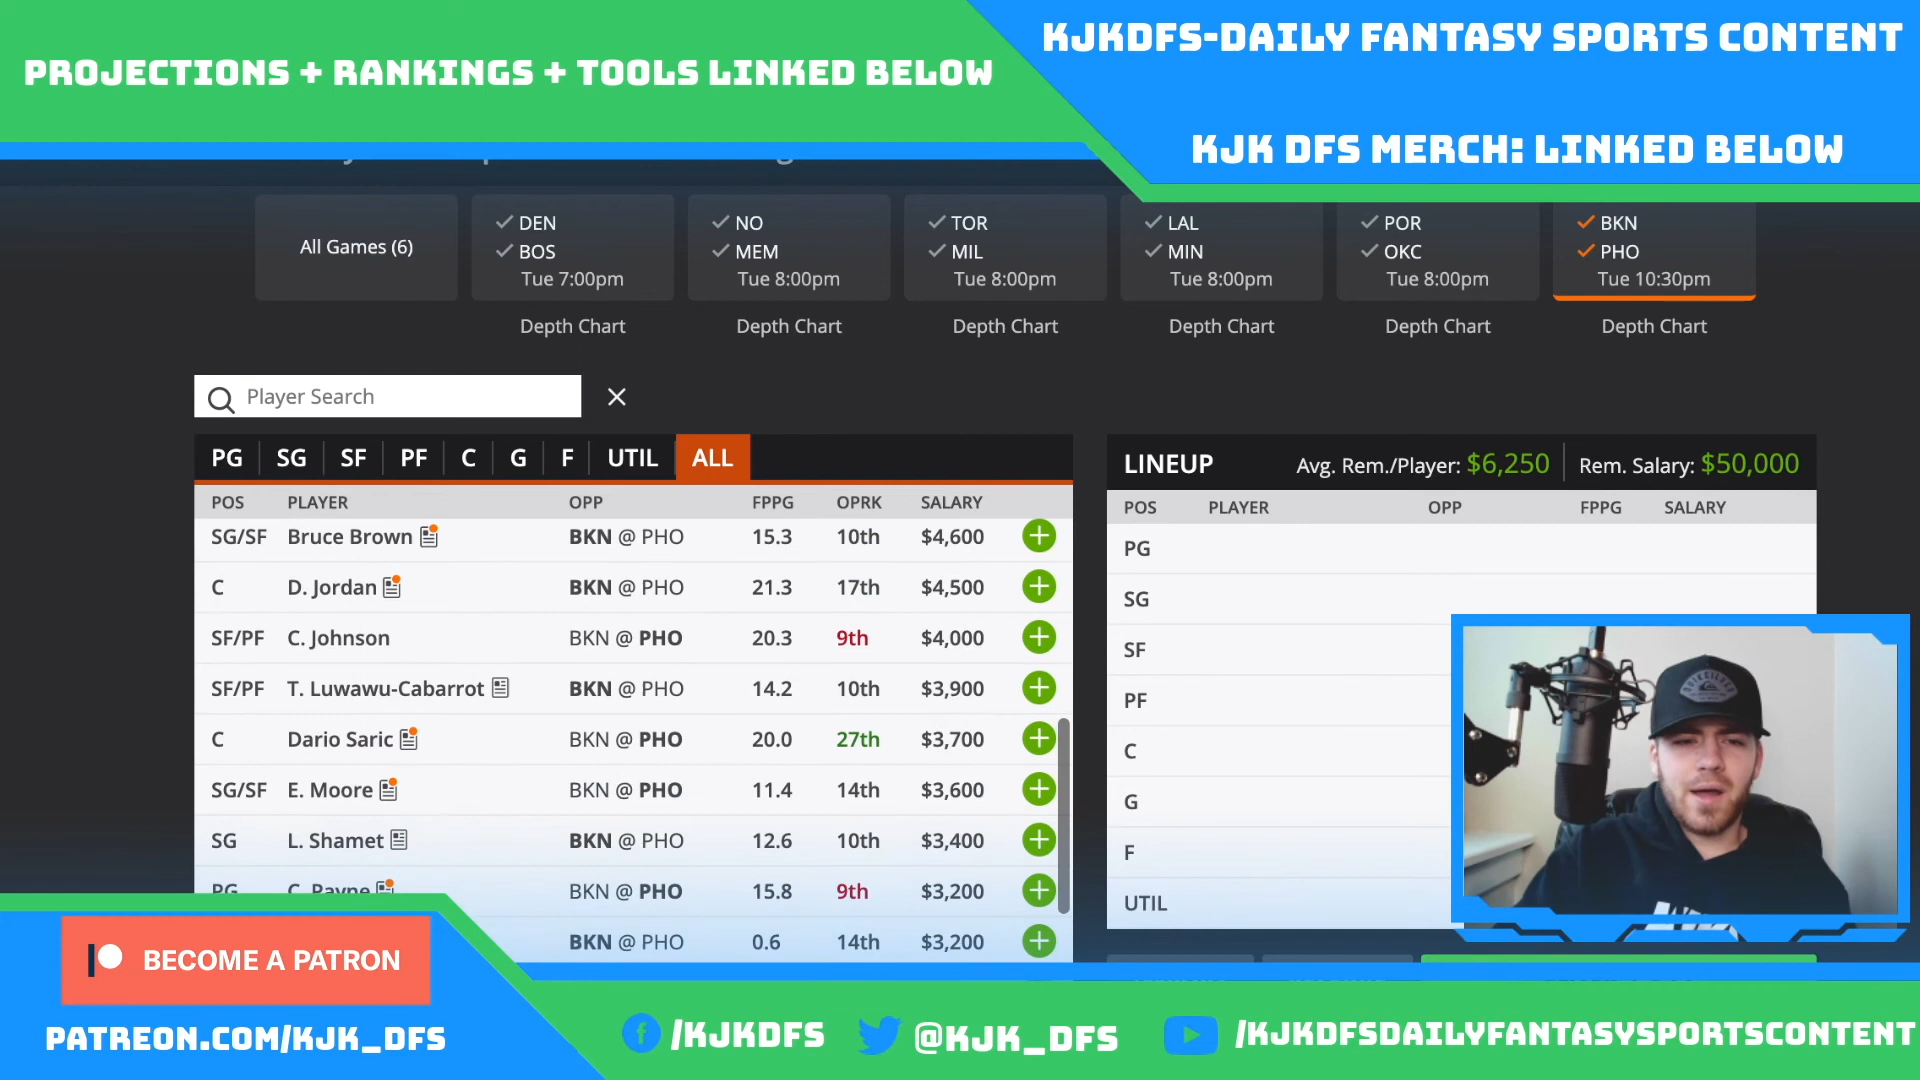 PROJECTIONS + RANKINGS + TOOLS LINKED BELOW
KJKDFS-DAILY FANTASY SPORTS CONTENT
KJK DFS MERCH: LINKED BELOW
All Games (6)
DEN
BOS
Tue 7:00pm
Depth Chart
NO
MEM
Tue 8:00pm
Depth Chart
TOR
MIL
Tue 8:00pm
Depth Chart
LAL
MIN
Tue 8:00pm
Depth Chart
POR
OKC
Tue 8:00pm
Depth Chart
BKN
PHO
Tue 10:30pm
Depth Chart
Player Search
PG SG SF PF C G F UTIL ALL
POS PLAYER OPP FPPG OPRK SALARY
SG/SF Bruce Brown BKN @ PHO 15.3 10th $4,600
C D. Jordan BKN @ PHO 21.3 17th $4,500
SF/PF C. Johnson BKN @ PHO 20.3 9th $4,000
SF/PF T. Luwawu-Cabarrot BKN @ PHO 14.2 10th $3,900
C Dario Saric BKN @ PHO 20.0 27th $3,700
SG/SF E. Moore BKN @ PHO 11.4 14th $3,600
SG L. Shamet BKN @ PHO 12.6 10th $3,400
PG C. Payne BKN @ PHO 15.8 9th $3,200
BKN @ PHO 0.6 14th $3,200
LINEUP Avg. Rem./Player: $6,250 Rem. Salary: $50,000
POS PLAYER OPP FPPG SALARY
PG
SG
SF
PF
C
G
F
UTIL
QUIKSILVER
BECOME A PATRON
PATREON.COM/KJK_DFS
/KJKDFS
@KJK_DFS
/KJKDFSDAILYFANTASYSPORTSCONTENT